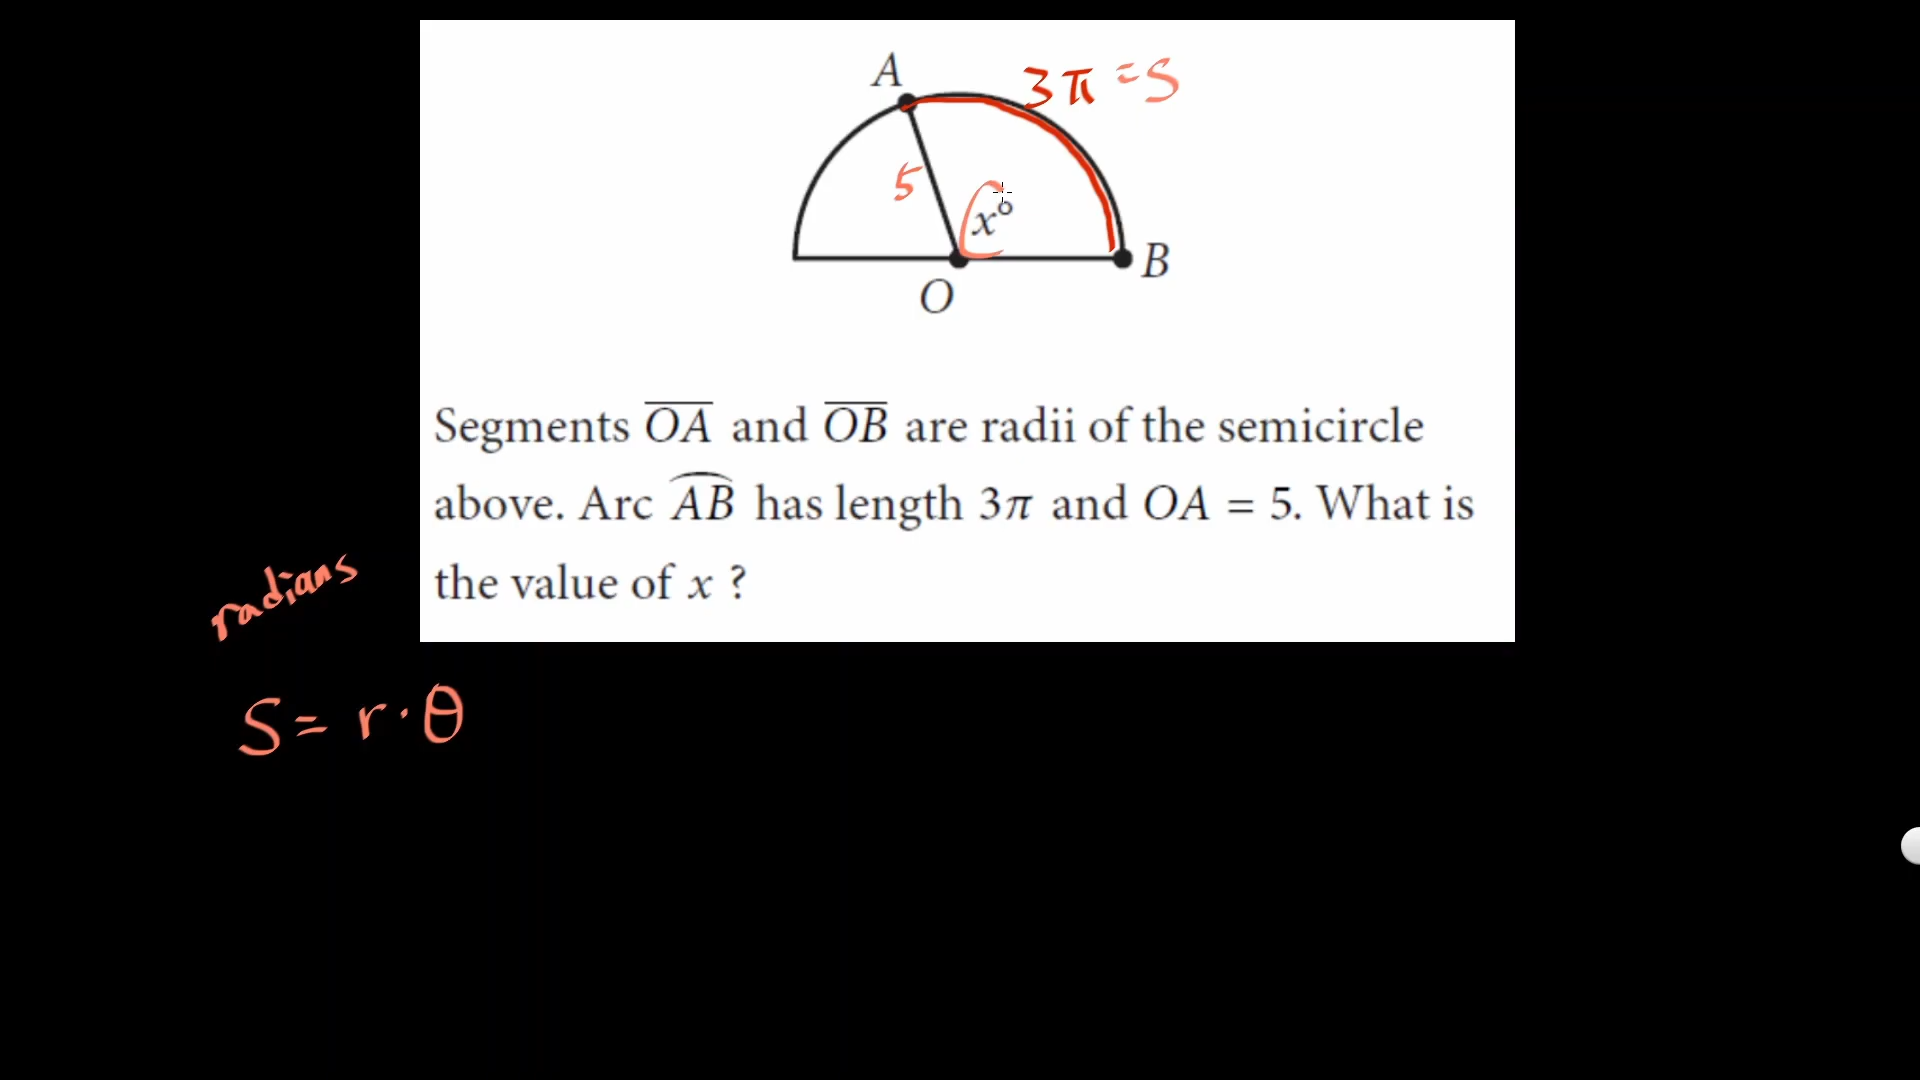 A
3π = S
5
x°
B
O
Segments OA and OB are radii of the semicircle
above. Arc AB has length 3π and OA = 5. What is
the value of x ?
radians
S = r · θ